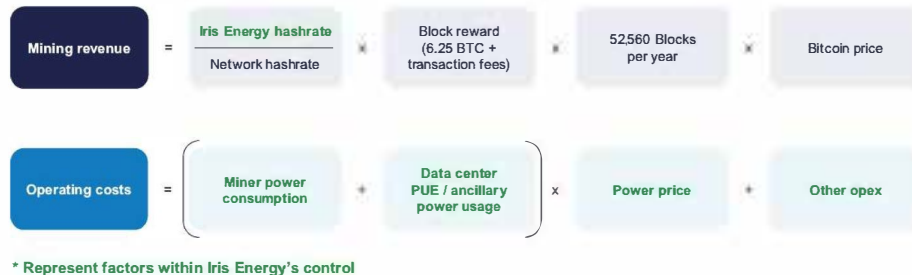 Mining revenue
=
Iris Energy hashrate
Network hashrate
x
Block reward
(6.25 BTC +
transaction fees)
x
52,560 Blocks
per year
x
Bitcoin price
Operating costs
=
(
Miner power
consumption
+
Data center
PUE / ancillary
power usage
)
x
Power price
+
Other opex
* Represent factors within Iris Energy's control